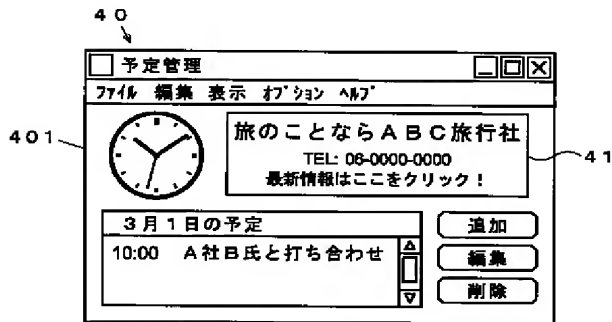 40
予定管理
ファイル 編集 表示 オプション ヘルプ
401
旅のことならABC旅行社
TEL: 06-0000-0000
最新情報はここをクリック!
41
3月1日の予定
追加
10:00 A社B氏と打ち合わせ
編集
削除